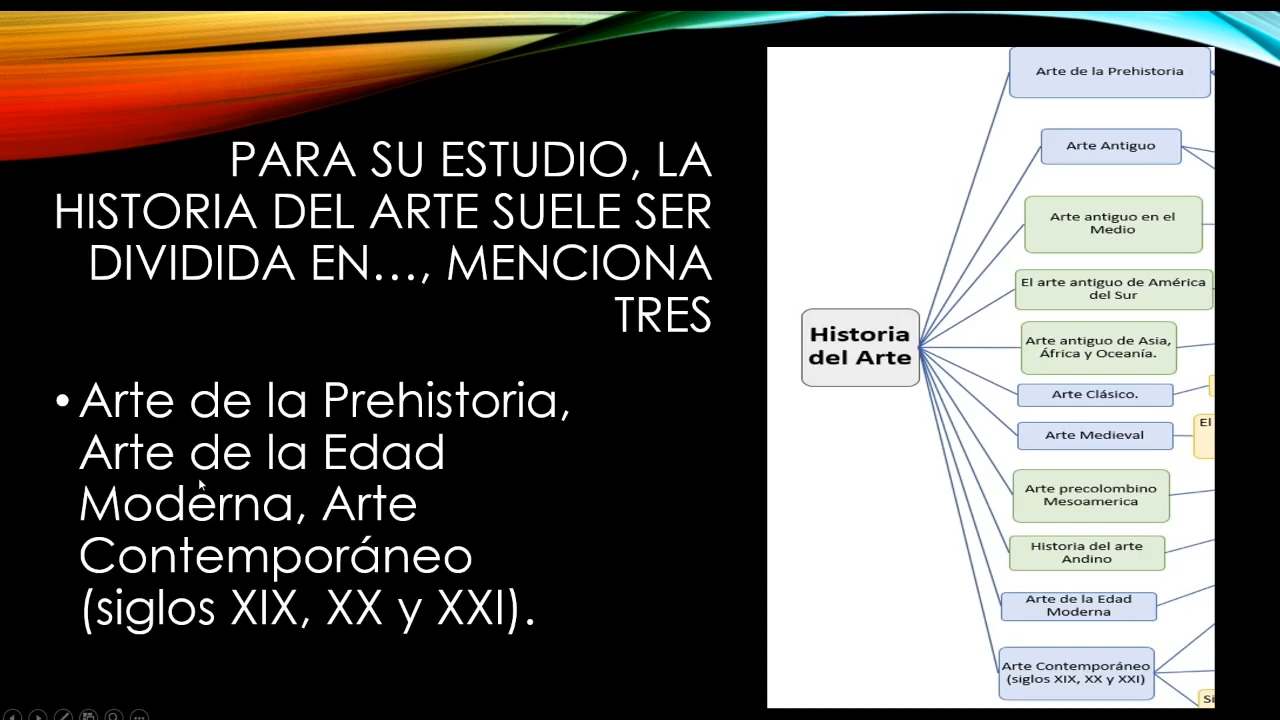 PARA SU ESTUDIO, LA
HISTORIA DEL ARTE SUELE SER
DIVIDIDA EN…, MENCIONA
TRES
• Arte de la Prehistoria,
Arte de la Edad
Moderna, Arte
Contemporáneo
(siglos XIX, XX y XXI).
Historia
del Arte
Arte de la Prehistoria
Arte Antiguo
Arte antiguo en el
Medio
El arte antiguo de América
del Sur
Arte antiguo de Asia,
África y Oceanía.
Arte Clásico.
Arte Medieval
El
Arte precolombino
Mesoamerica
Historia del arte
Andino
Arte de la Edad
Moderna
Arte Contemporáneo
(siglos XIX, XX y XXI)
Si